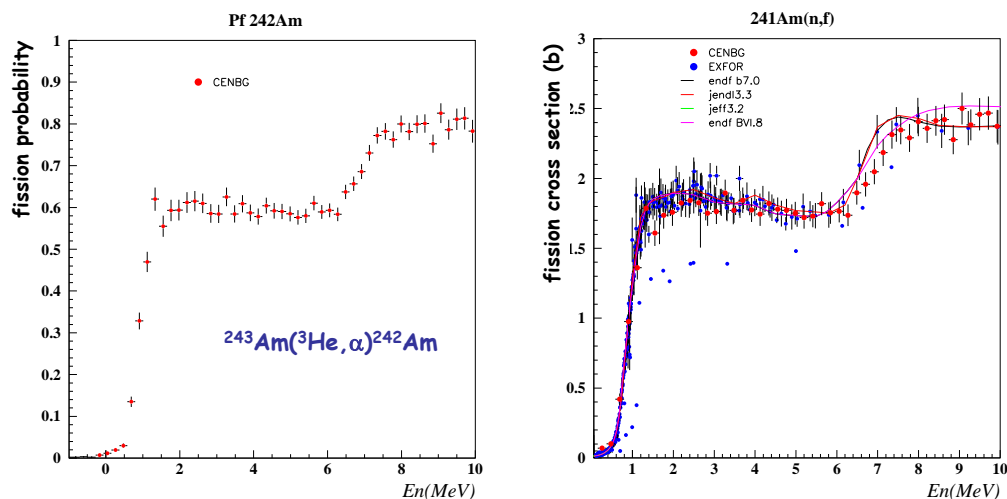 Pf 242Am
fission probability
1
0.9
0.8
0.7
0.6
0.5
0.4
0.3
0.2
0.1
0
CENBG
²⁴³Am(³He,α)²⁴²Am
0 2 4 6 8 10
En(MeV)
241Am(n,f)
fission cross section (b)
3
2.5
2
1.5
1
0.5
0
CENBG
EXFOR
endf b7.0
jendl3.3
jeff3.2
endf BVI.8
1 2 3 4 5 6 7 8 9 10
En(MeV)